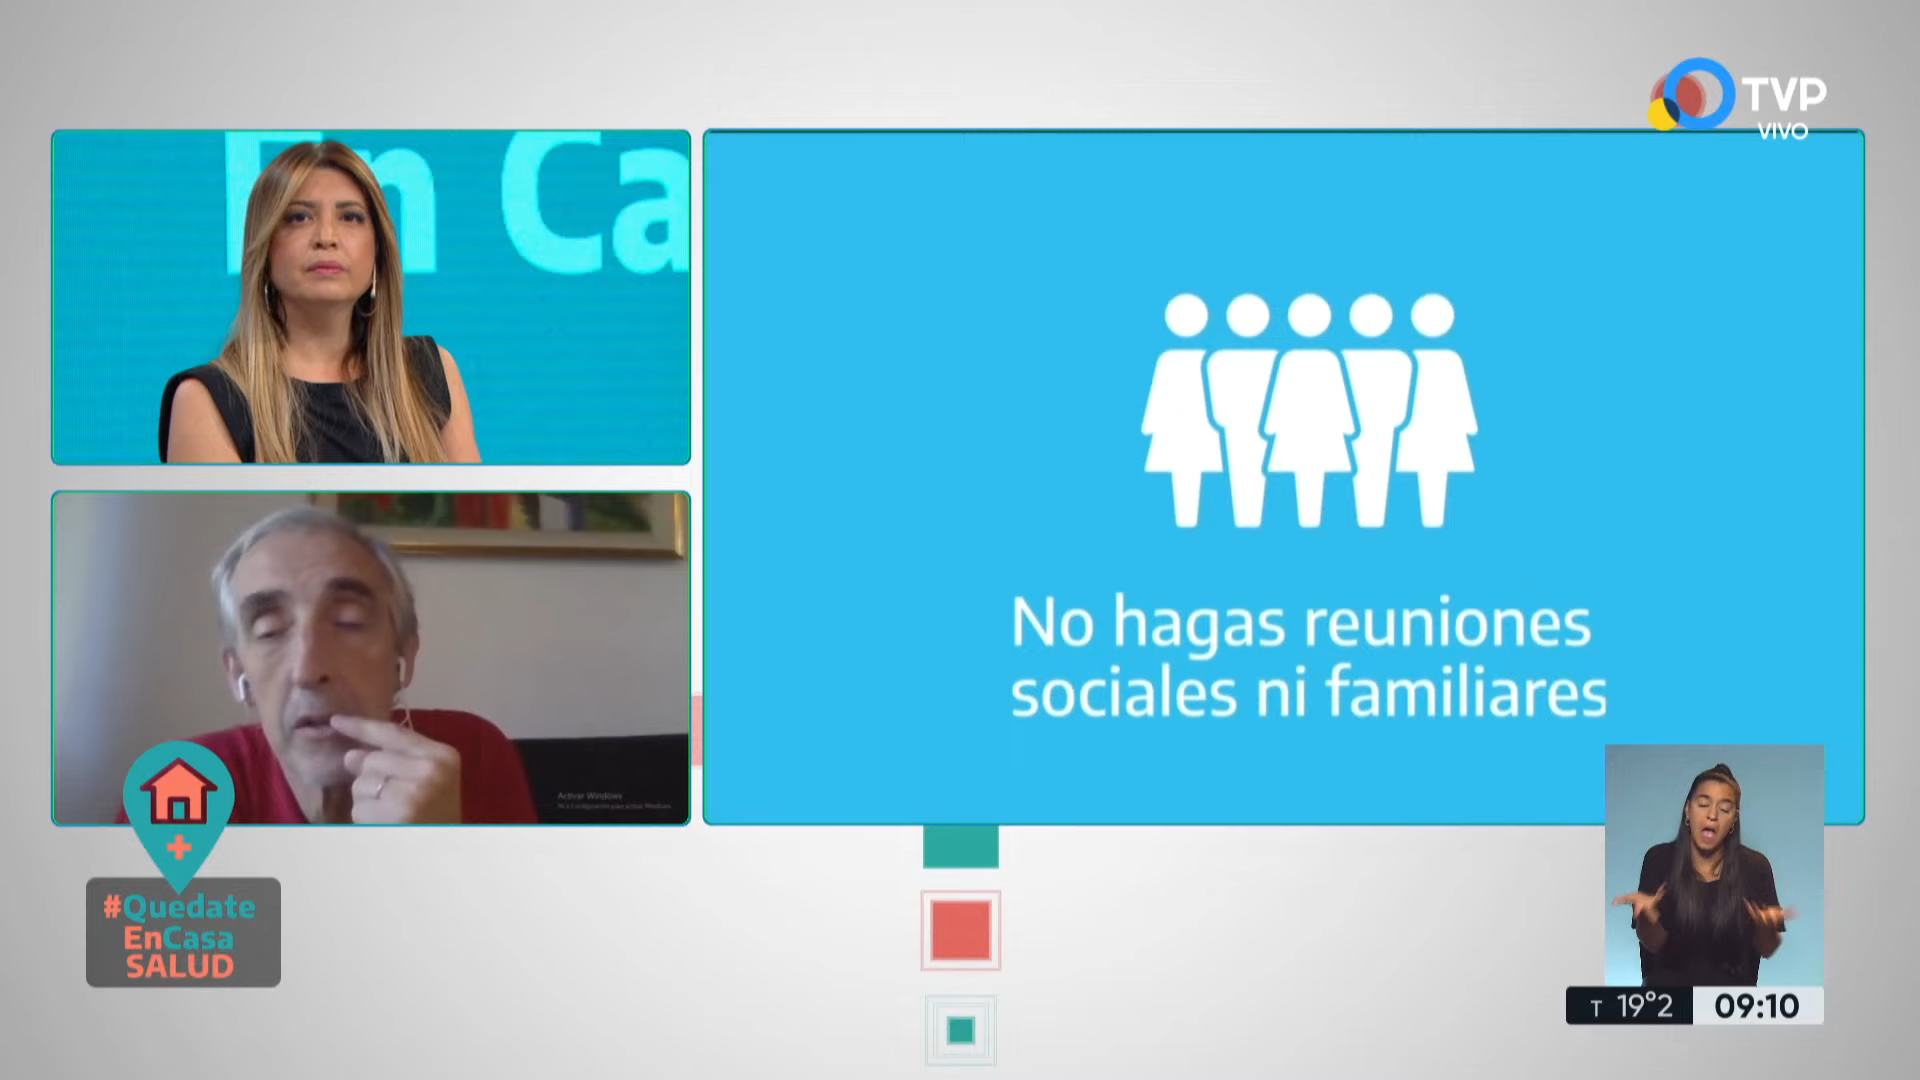 TVP
VIVO
En Ca
No hagas reuniones
sociales ni familiares
Activar Windows
#Quedate
EnCasa
SALUD
T 19°2 09:10